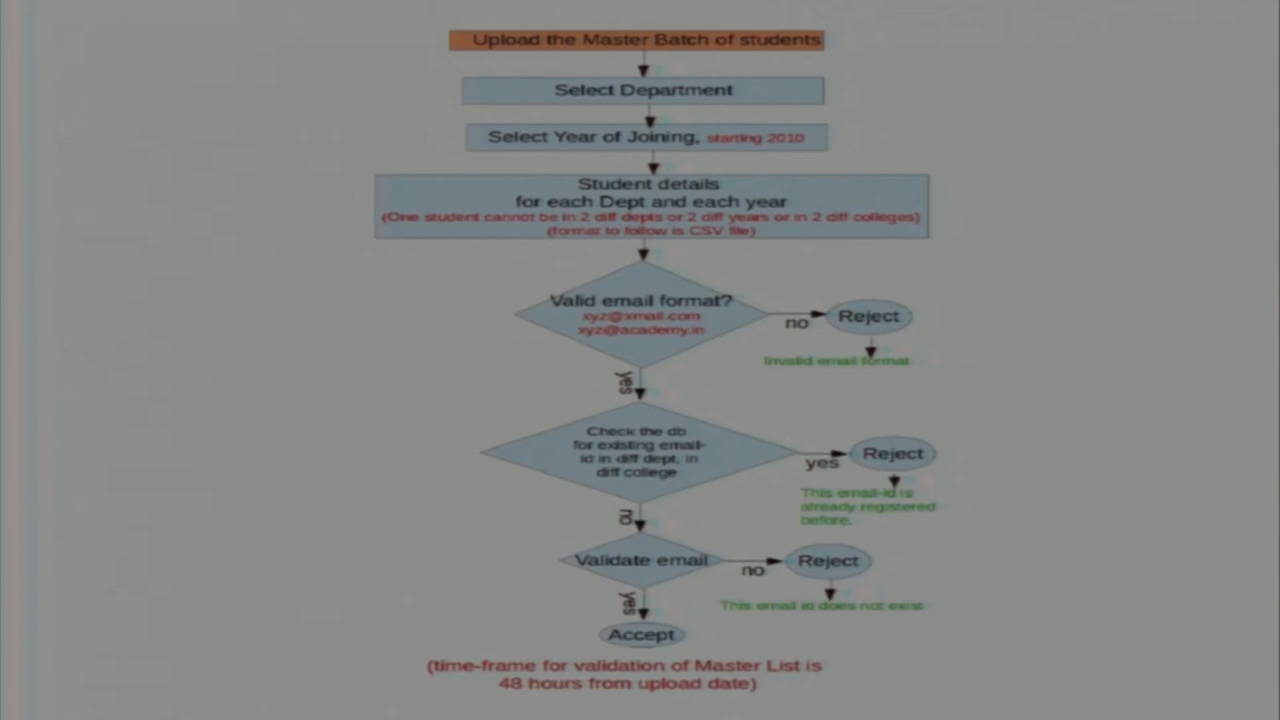 Upload the Master Batch of students
Select Department
Select Year of Joining, starting 2010
Student details
for each Dept and each year
(One student cannot be in 2 diff depts or 2 diff years or in 2 diff colleges)
(format to follow is CSV file)
Valid email format?
xyz@xmail.com
xyz@academy.in
no
Reject
Invalid email format
yes
Check the db
for existing email-
id in diff dept, in
diff college
yes
Reject
This email-id is
already registered
before.
no
Validate email
no
Reject
This email id does not exist
yes
Accept
(time-frame for validation of Master List is
48 hours from upload date)